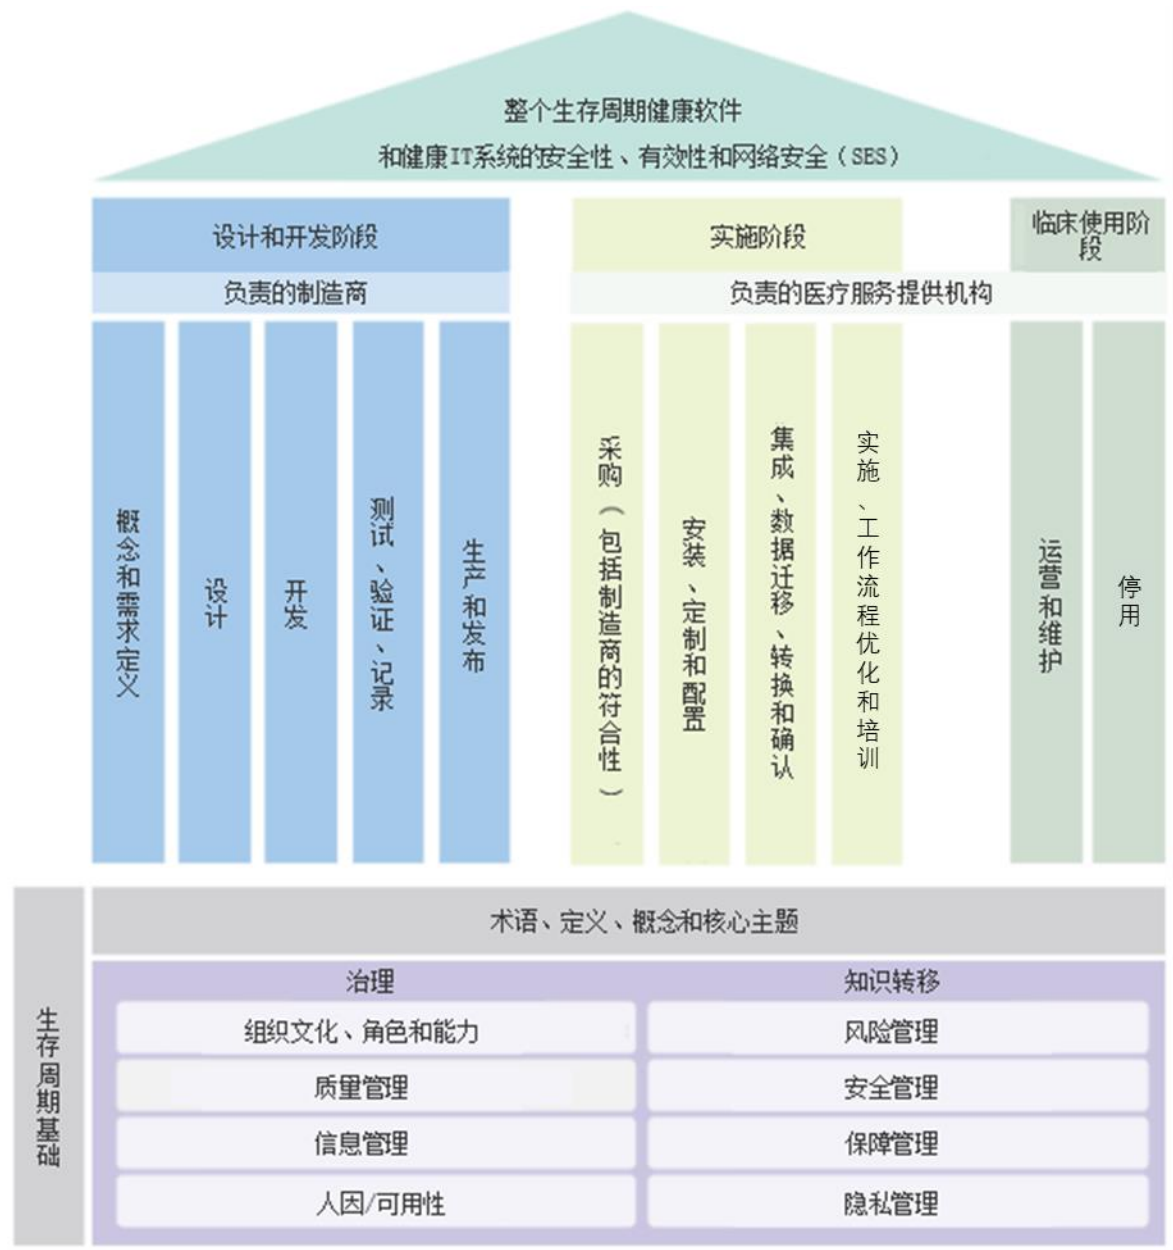 整个生存周期健康软件
和健康IT系统的安全性、有效性和网络安全（SES）
设计和开发阶段
实施阶段
临床使用阶
段
负责的制造商
负责的医疗服务提供机构
概念和需求定义
设计
开发
测试、验证、记录
生产和发布
采购（包括制造商的符合性）
安装、定制和配置
集成、数据迁移、转换和确认
实施、工作流程优化和培训
运营和维护
停用
生存周期基础
术语、定义、概念和核心主题
治理
知识转移
组织文化、角色和能力
风险管理
质量管理
安全管理
信息管理
保障管理
人因/可用性
隐私管理